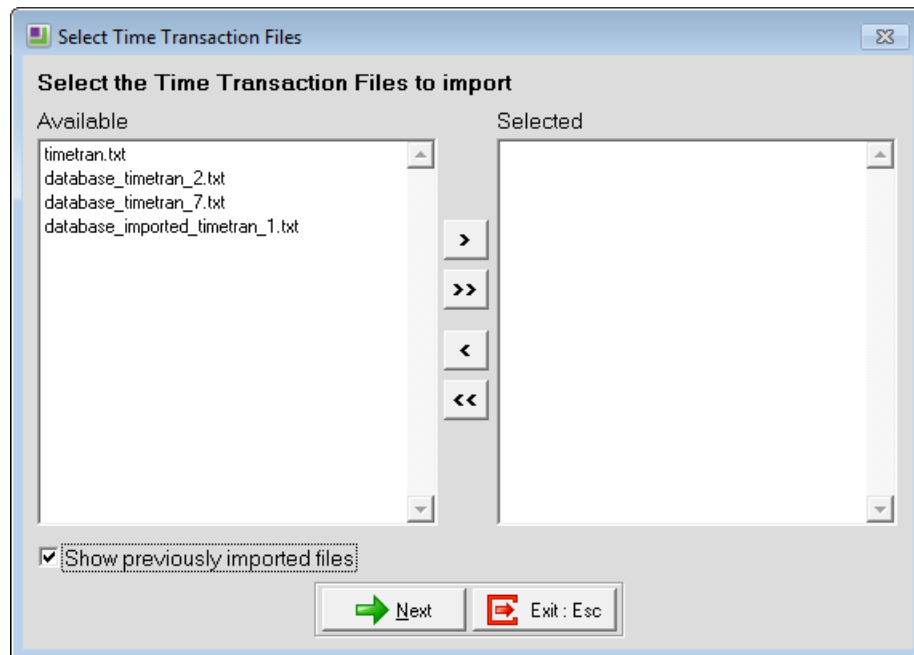 Select Time Transaction Files
Select the Time Transaction Files to import
Available
Selected
timetran.txt
database_timetran_2.txt
database_timetran_7.txt
database_imported_timetran_1.txt
>
>>
<
<<
Show previously imported files
Next
Exit : Esc